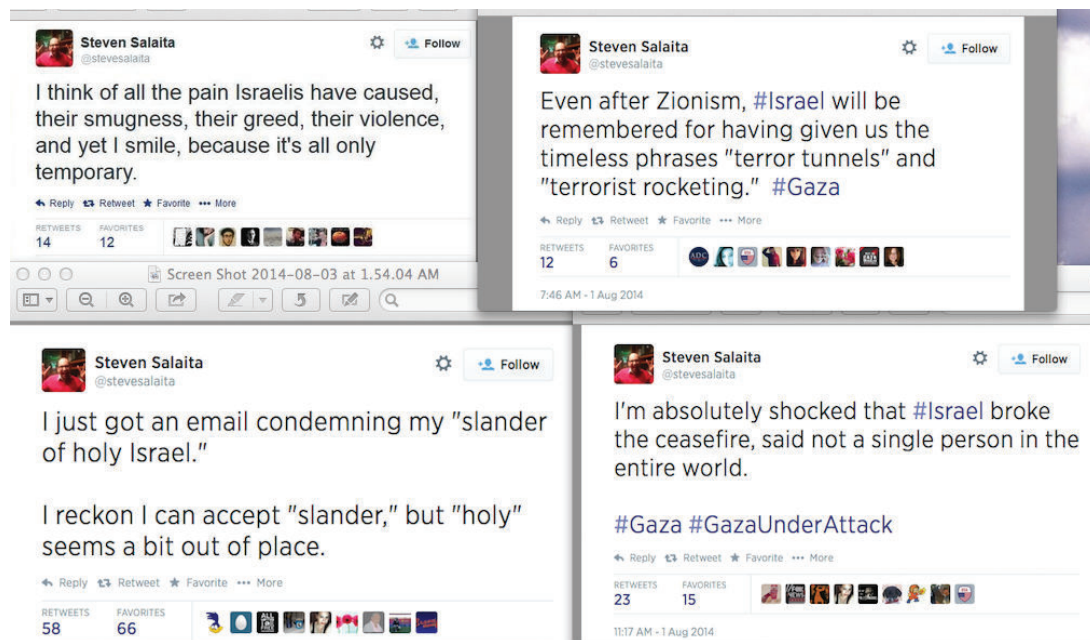 Steven Salaita
@stevesalaita
Follow
I think of all the pain Israelis have caused,
their smugness, their greed, their violence,
and yet I smile, because it's all only
temporary.
Reply Retweet Favorite More
RETWEETS FAVORITES
14 12
Screen Shot 2014-08-03 at 1.54.04 AM
Steven Salaita
@stevesalaita
Follow
Even after Zionism, #Israel will be
remembered for having given us the
timeless phrases "terror tunnels" and
"terrorist rocketing." #Gaza
Reply Retweet Favorite More
RETWEETS FAVORITES
12 6
7:46 AM - 1 Aug 2014
Steven Salaita
@stevesalaita
Follow
I just got an email condemning my "slander
of holy Israel."
I reckon I can accept "slander," but "holy"
seems a bit out of place.
Reply Retweet Favorite More
RETWEETS FAVORITES
58 66
Steven Salaita
@stevesalaita
Follow
I'm absolutely shocked that #Israel broke
the ceasefire, said not a single person in the
entire world.
#Gaza #GazaUnderAttack
Reply Retweet Favorite More
RETWEETS FAVORITES
23 15
11:17 AM - 1 Aug 2014